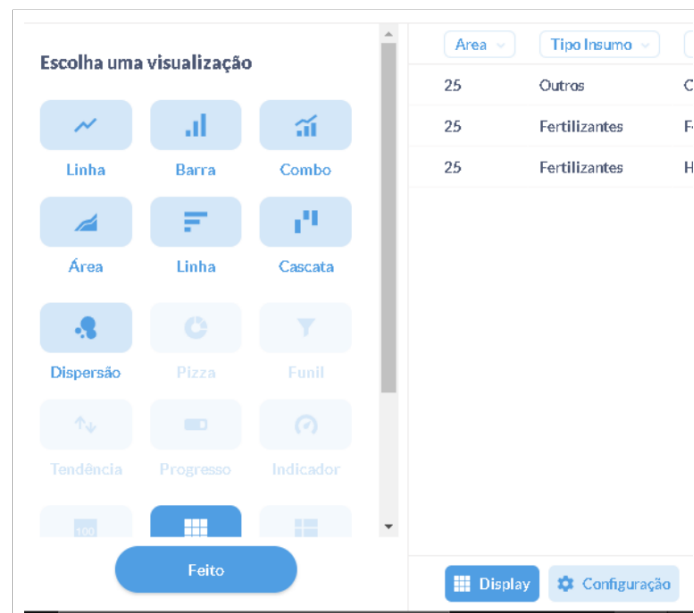 Escolha uma visualização
Linha Barra Combo
Área Linha Cascata
Dispersão Pizza Funil
Tendência Progresso Indicador
100
Feito
Area Tipo Insumo
25 Outros
25 Fertilizantes
25 Fertilizantes
Display Configuração